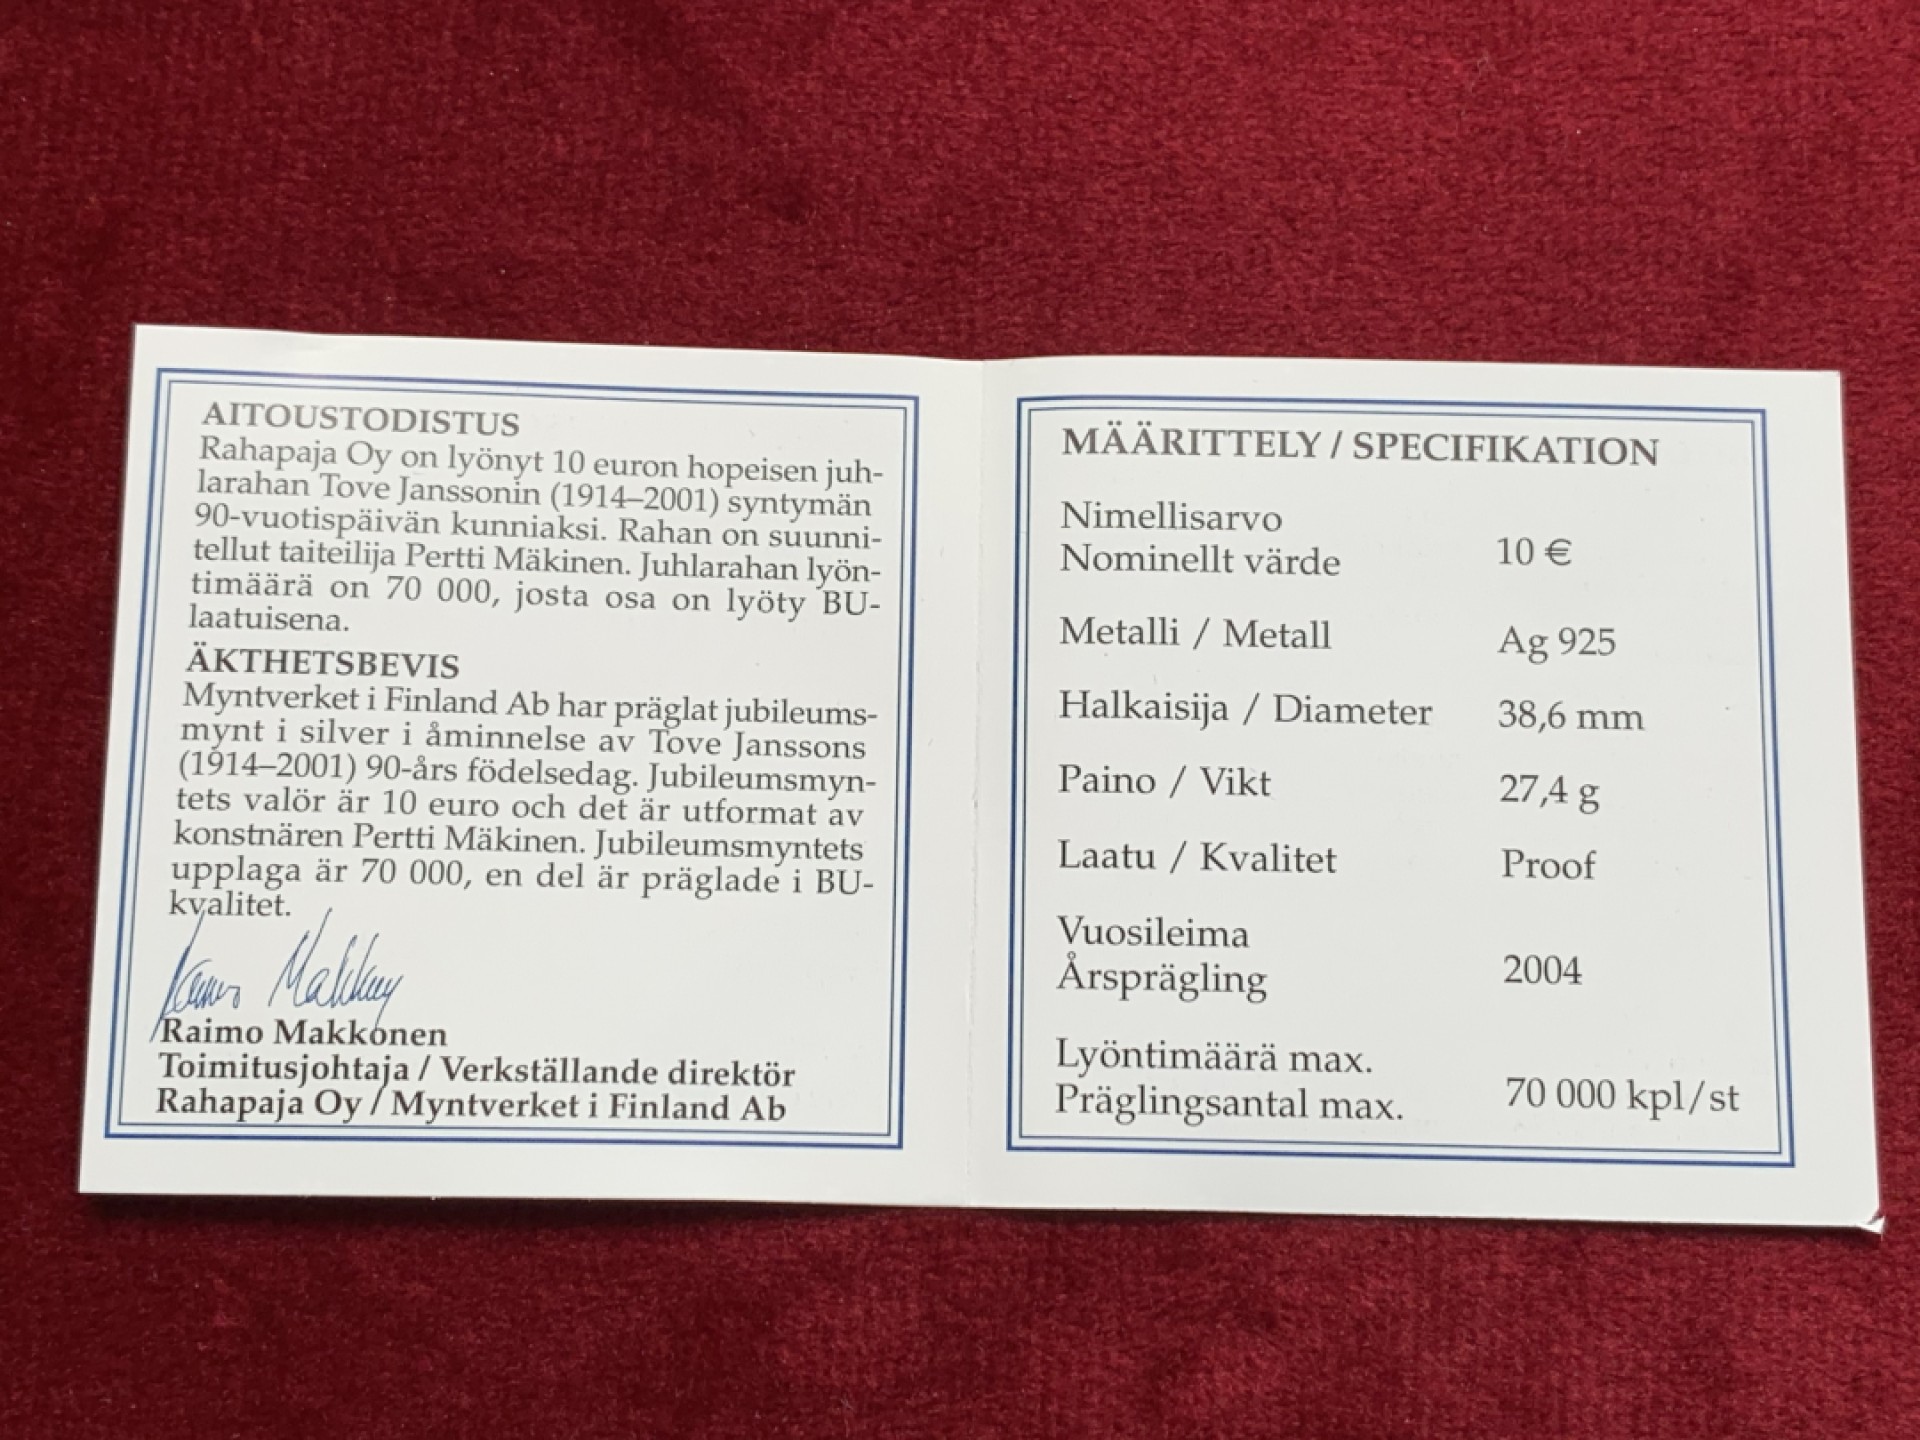 AITOUSTODISTUS
Rahapaja Oy on lyönyt 10 euron hopeisen juh-
larahan Tove Janssonin (1914–2001) syntymän
90-vuotispäivän kunniaksi. Rahan on suunni-
tellut taiteilija Pertti Mäkinen. Juhlarahan lyön-
timäärä on 70 000, josta osa on lyöty BU-
laatuisena.
ÄKTHETSBEVIS
Myntverket i Finland Ab har präglat jubileums-
mynt i silver i åminnelse av Tove Janssons
(1914–2001) 90-års födelsedag. Jubileumsmyn-
tets valör är 10 euro och det är utformat av
konstnären Pertti Mäkinen. Jubileumsmyntets
upplaga är 70 000, en del är präglade i BU-
kvalitet.
Raimo Makkonen
Raimo Makkonen
Toimitusjohtaja / Verkställande direktör
Rahapaja Oy / Myntverket i Finland Ab
MÄÄRITTELY / SPECIFIKATION
Nimellisarvo
Nominellt värde 10 €
Metalli / Metall Ag 925
Halkaisija / Diameter 38,6 mm
Paino / Vikt 27,4 g
Laatu / Kvalitet Proof
Vuosileima
Årsprägling 2004
Lyöntimäärä max.
Präglingsantal max. 70 000 kpl/st